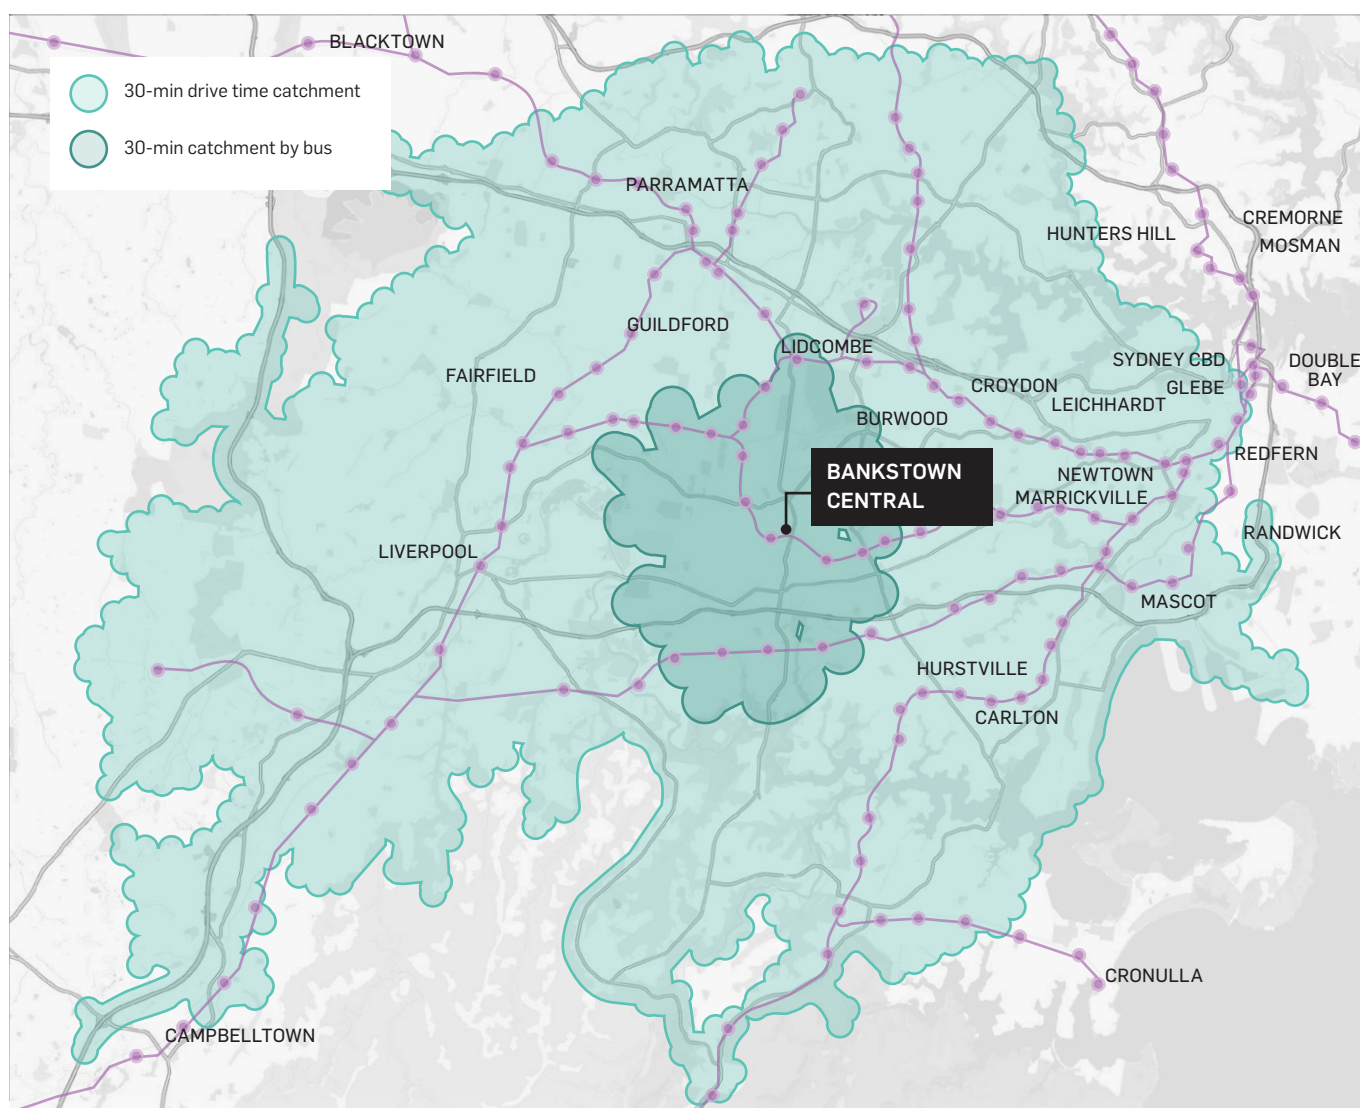 BLACKTOWN
30-min drive time catchment
30-min catchment by bus
PARRAMATTA
CREMORNE
HUNTERS HILL
MOSMAN
GUILDFORD
LIDCOMBE
SYDNEY CBD
DOUBLE
BAY
FAIRFIELD
CROYDON
GLEBE
LEICHHARDT
BURWOOD
REDFERN
BANKSTOWN
CENTRAL
NEWTOWN
MARRICKVILLE
RANDWICK
LIVERPOOL
MASCOT
HURSTVILLE
CARLTON
CRONULLA
CAMPBELLTOWN